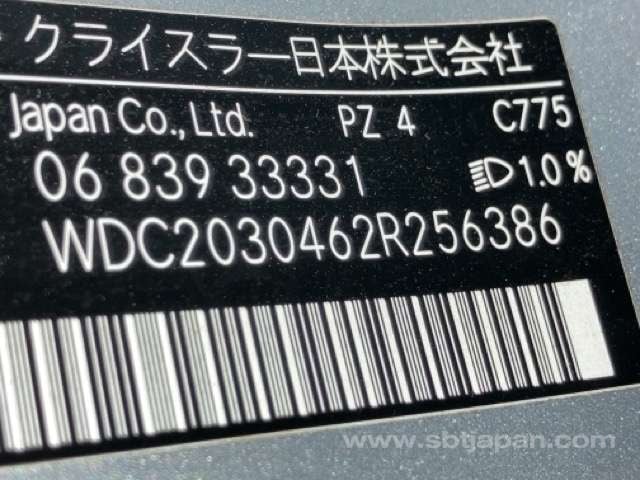 クライスラー日本株式会社
Japan Co., Ltd. PZ 4 C775
06 839 33331 1.0 %
WDC2030462R256386
www.sbtjapan.com